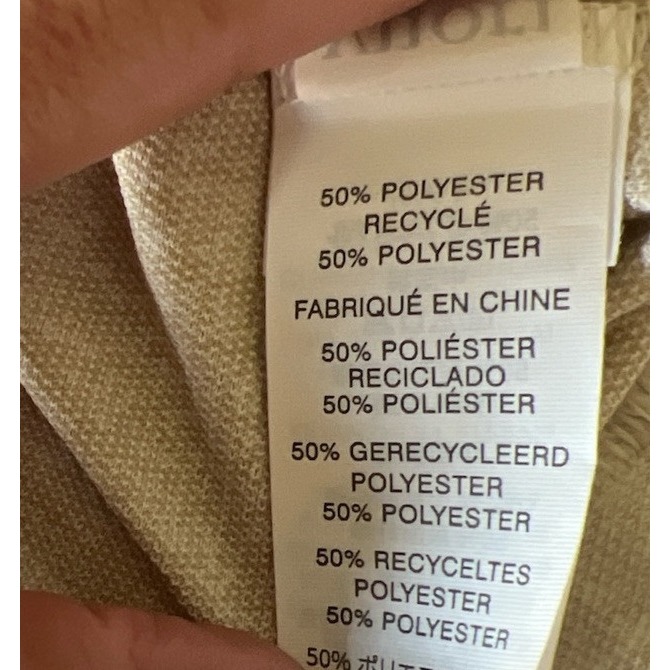 50% POLYESTER
RECYCLÉ
50% POLYESTER
FABRIQUÉ EN CHINE
50% POLIÉSTER
RECICLADO
50% POLIÉSTER
50% GERECYCLEERD
POLYESTER
50% POLYESTER
50% RECYCELTES
POLYESTER
50% POLYESTER
50%